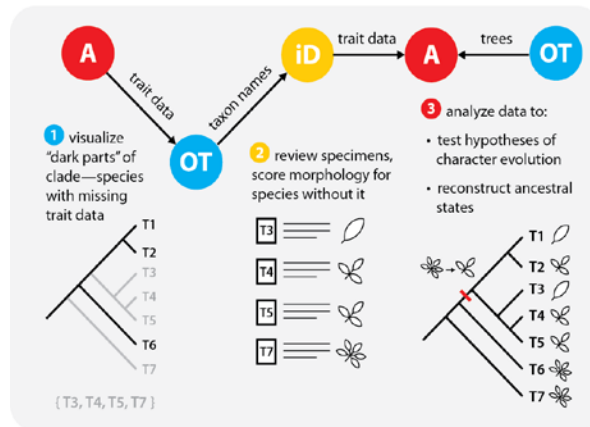 A
trait data
OT
taxon names
iD
trait data
A
trees
OT
1 visualize
"dark parts" of
clade—species
with missing
trait data
T1
T2
T3
T4
T5
T6
T7
{ T3, T4, T5, T7 }
2 review specimens,
score morphology for
species without it
T3
T4
T5
T7
3 analyze data to:
• test hypotheses of
character evolution
• reconstruct ancestral
states
T1
T2
T3
T4
T5
T6
T7